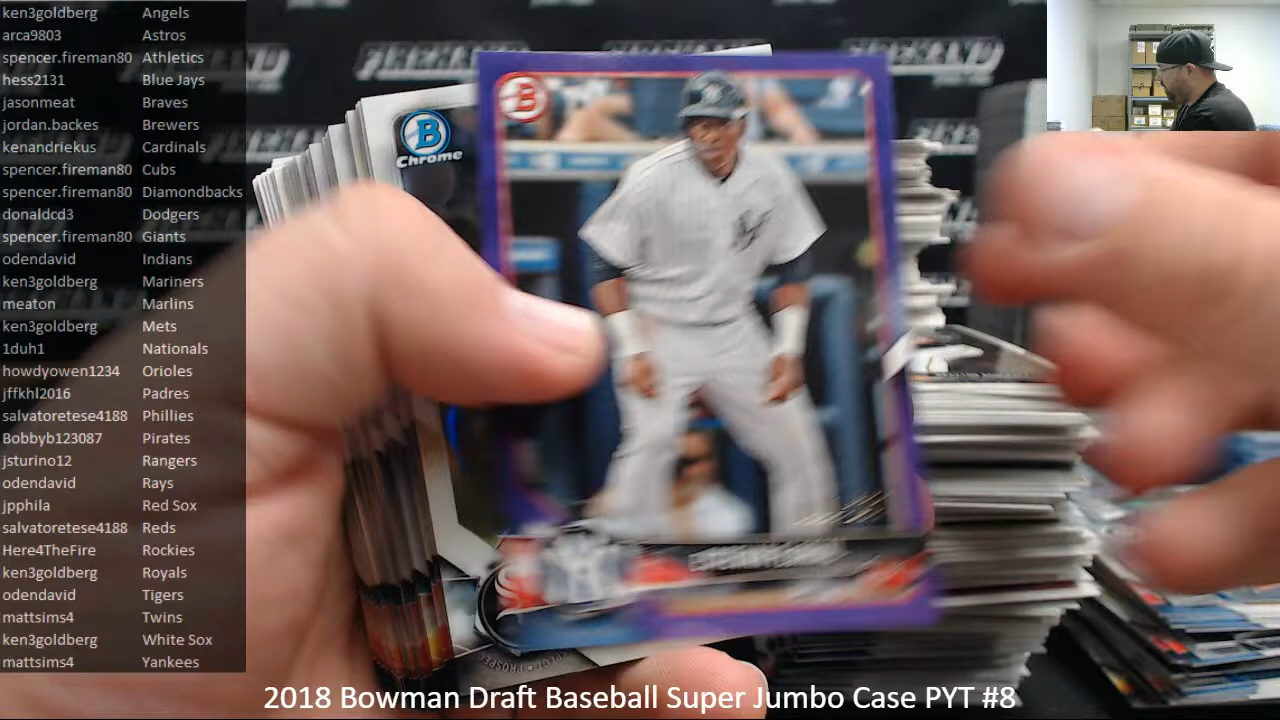 ken3goldberg Angels
arca9803 Astros
spencer.fireman80 Athletics
hess2131 Blue Jays
jasonmeat Braves
jordan.backes Brewers
kenandriekus Cardinals
spencer.fireman80 Cubs
spencer.fireman80 Diamondbacks
donaldcd3 Dodgers
spencer.fireman80 Giants
odendavid Indians
ken3goldberg Mariners
meaton Marlins
ken3goldberg Mets
1duh1 Nationals
howdyowen1234 Orioles
jffkhl2016 Padres
salvatoretese4188 Phillies
Bobbyb123087 Pirates
jsturino12 Rangers
odendavid Rays
jpphila Red Sox
salvatoretese4188 Reds
Here4TheFire Rockies
ken3goldberg Royals
odendavid Tigers
mattsims4 Twins
ken3goldberg White Sox
mattsims4 Yankees
B
Chrome
B
2018 Bowman Draft Baseball Super Jumbo Case PYT #8